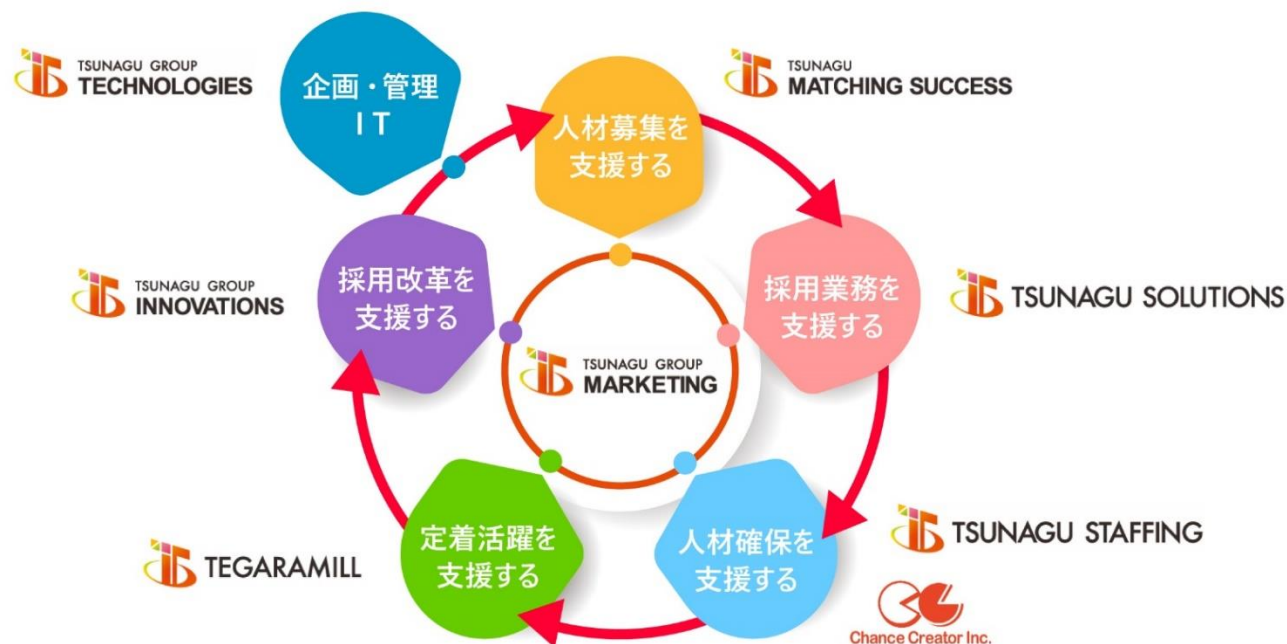 TSUNAGU GROUP
TECHNOLOGIES
企画・管理
IT
人材募集を
支援する
TSUNAGU
MATCHING SUCCESS
TSUNAGU GROUP
INNOVATIONS
採用改革を
支援する
採用業務を
支援する
TSUNAGU SOLUTIONS
TSUNAGU GROUP
MARKETING
TEGARAMILL
定着活躍を
支援する
人材確保を
支援する
TSUNAGU STAFFING
Chance Creator Inc.